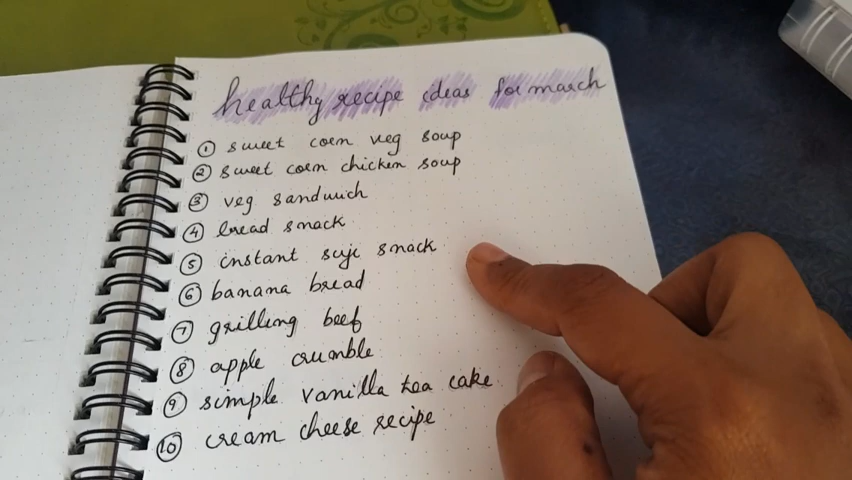 healthy recipe ideas for march
1 sweet corn veg soup
2 sweet corn chicken soup
3 veg sandwich
4 bread snack
5 instant suji snack
6 banana bread
7 grilling beef
8 apple crumble
9 simple vanilla tea cake
10 cream cheese recipe